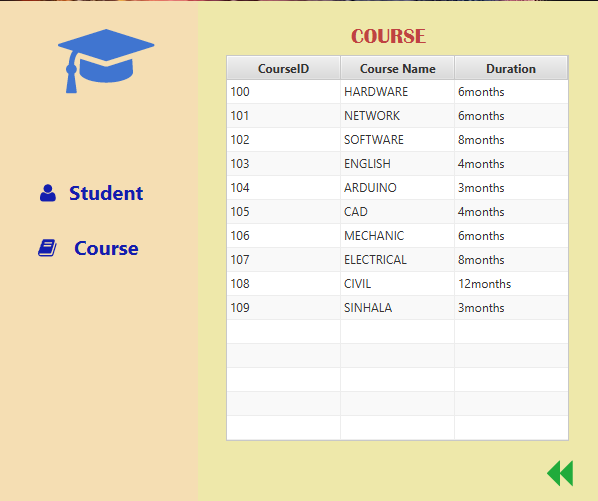 COURSE
Student
Course
CourseID Course Name Duration
100 HARDWARE 6months
101 NETWORK 6months
102 SOFTWARE 8months
103 ENGLISH 4months
104 ARDUINO 3months
105 CAD 4months
106 MECHANIC 6months
107 ELECTRICAL 8months
108 CIVIL 12months
109 SINHALA 3months